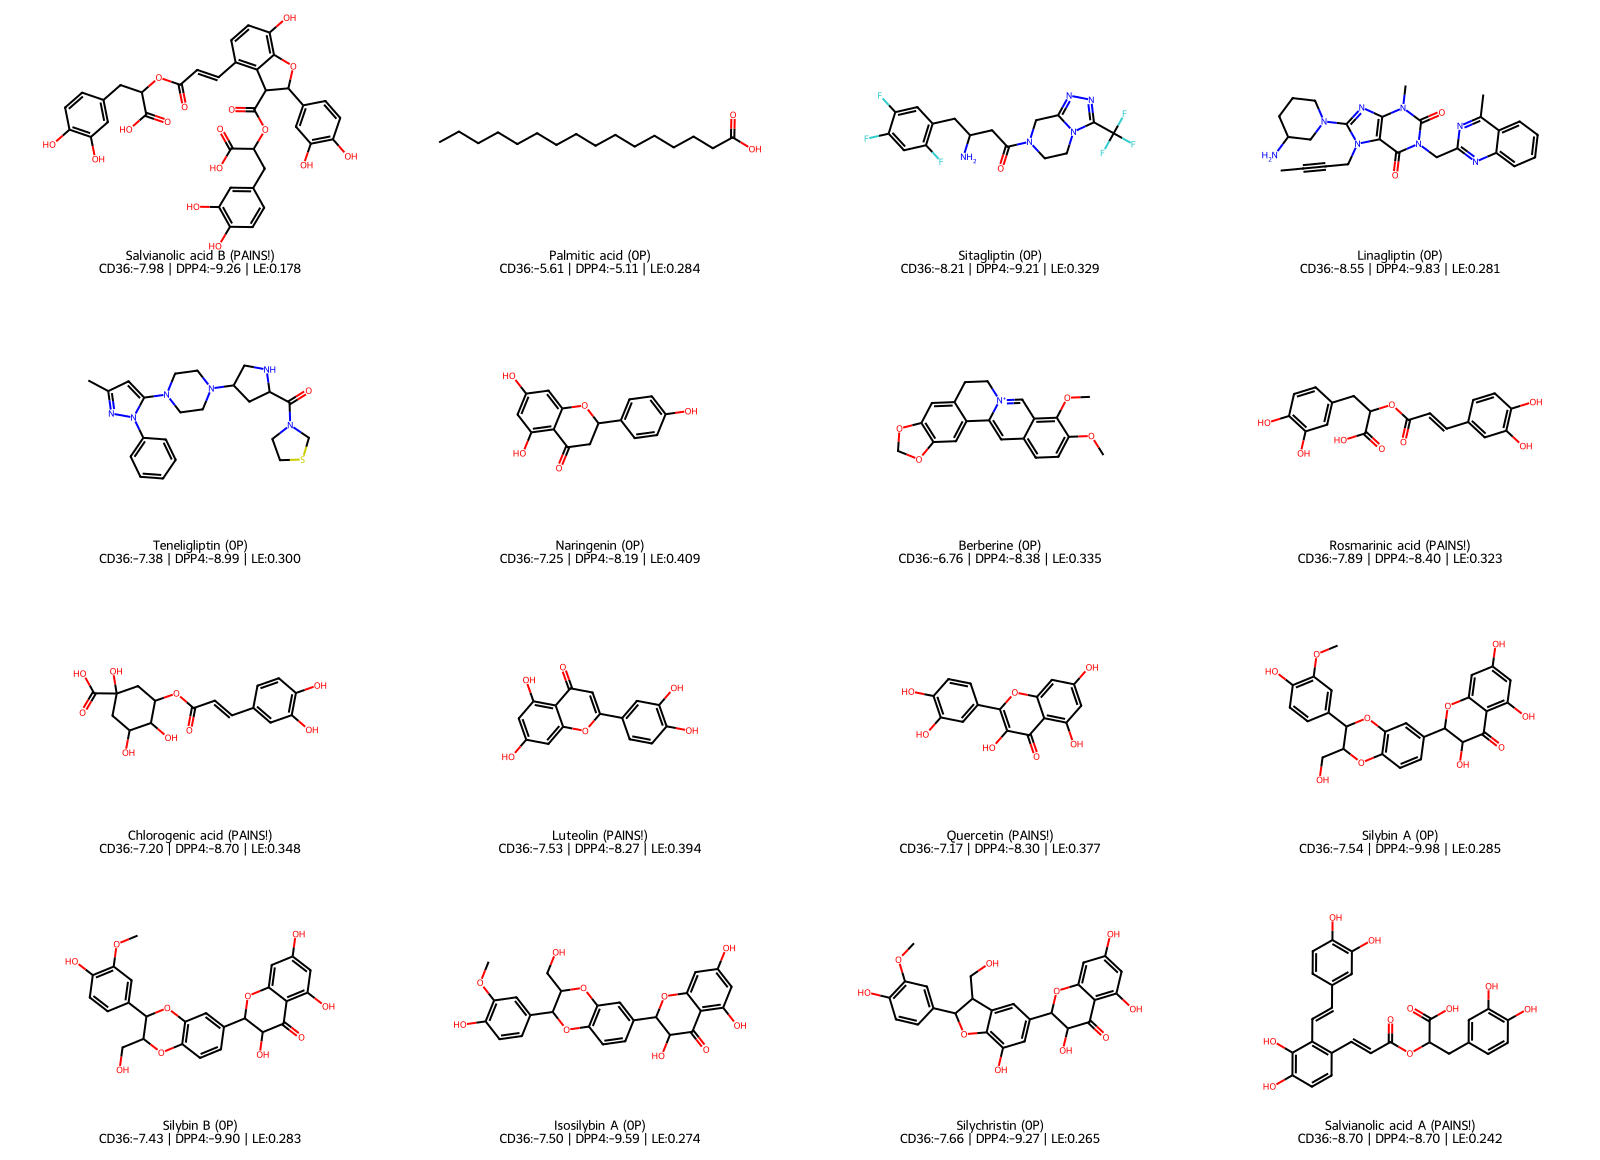 Salvianolic acid B (PAINS!)
CD36:-7.98 | DPP4:-9.26 | LE:0.178
Palmitic acid (0P)
CD36:-5.61 | DPP4:-5.11 | LE:0.284
Sitagliptin (0P)
CD36:-8.21 | DPP4:-9.21 | LE:0.329
Linagliptin (0P)
CD36:-8.55 | DPP4:-9.83 | LE:0.281
Teneligliptin (0P)
CD36:-7.38 | DPP4:-8.99 | LE:0.300
Naringenin (0P)
CD36:-7.25 | DPP4:-8.19 | LE:0.409
Berberine (0P)
CD36:-6.76 | DPP4:-8.38 | LE:0.335
Rosmarinic acid (PAINS!)
CD36:-7.89 | DPP4:-8.40 | LE:0.323
Chlorogenic acid (PAINS!)
CD36:-7.20 | DPP4:-8.70 | LE:0.348
Luteolin (PAINS!)
CD36:-7.53 | DPP4:-8.27 | LE:0.394
Quercetin (PAINS!)
CD36:-7.17 | DPP4:-8.30 | LE:0.377
Silybin A (0P)
CD36:-7.54 | DPP4:-9.98 | LE:0.285
Silybin B (0P)
CD36:-7.43 | DPP4:-9.90 | LE:0.283
Isosilybin A (0P)
CD36:-7.50 | DPP4:-9.59 | LE:0.274
Silychristin (0P)
CD36:-7.66 | DPP4:-9.27 | LE:0.265
Salvianolic acid A (PAINS!)
CD36:-8.70 | DPP4:-8.70 | LE:0.242